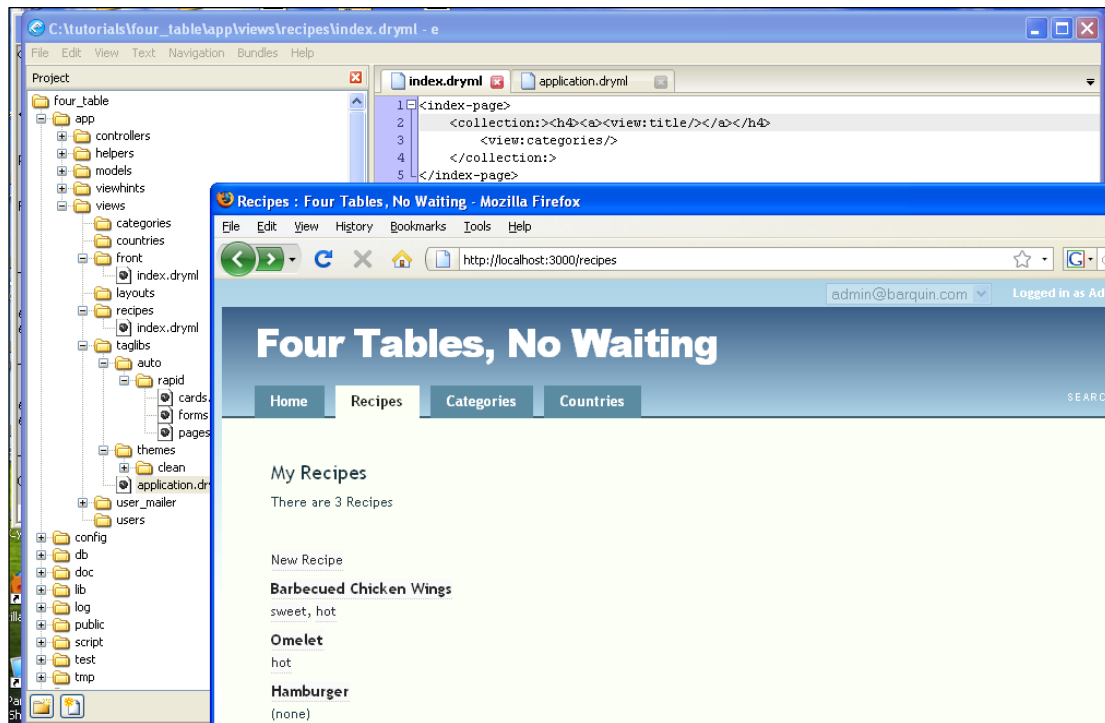 C:\tutorials\four_table\app\views\recipes\index.dryml - e
File Edit View Text Navigation Bundles Help
Project
four_table
app
controllers
helpers
models
viewhints
views
categories
countries
front
index.dryml
layouts
recipes
index.dryml
taglibs
auto
rapid
cards.
forms
pages
themes
clean
application.dr
user_mailer
users
config
db
doc
lib
log
public
script
test
tmp
index.dryml application.dryml
1 <index-page>
2 <collection:><h4><a><view:title/></a></h4>
3 <view:categories/>
4 </collection:>
5 </index-page>
Recipes : Four Tables, No Waiting - Mozilla Firefox
File Edit View History Bookmarks Tools Help
http://localhost:3000/recipes
G
admin@barquin.com Logged in as Ad
Four Tables, No Waiting
Home Recipes Categories Countries
SEARC
My Recipes
There are 3 Recipes
New Recipe
Barbecued Chicken Wings
sweet, hot
Omelet
hot
Hamburger
(none)